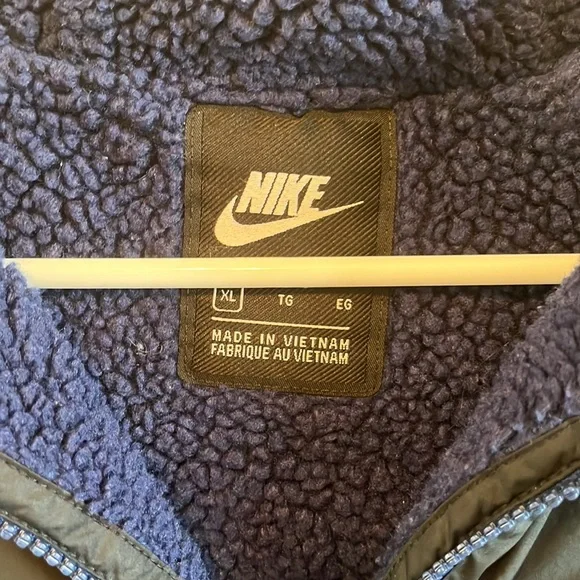 NIKE
XL TG EG
MADE IN VIETNAM
FABRIQUE AU VIETNAM